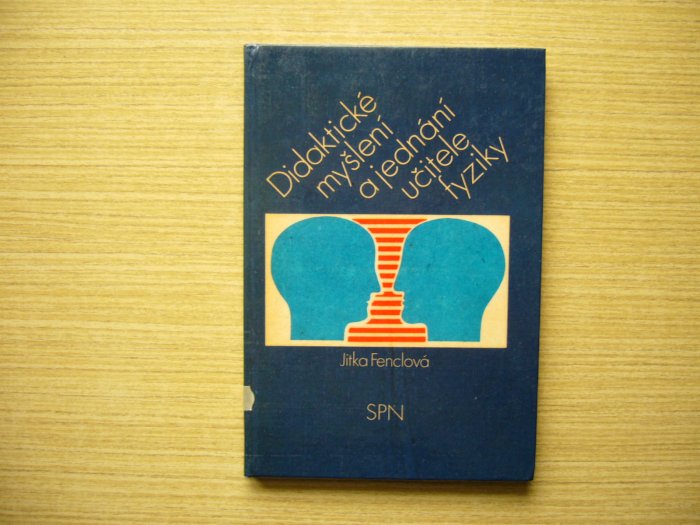 Didaktické
myšlení
a jednání
učitele
fyziky
Jitka Fenclová
SPN